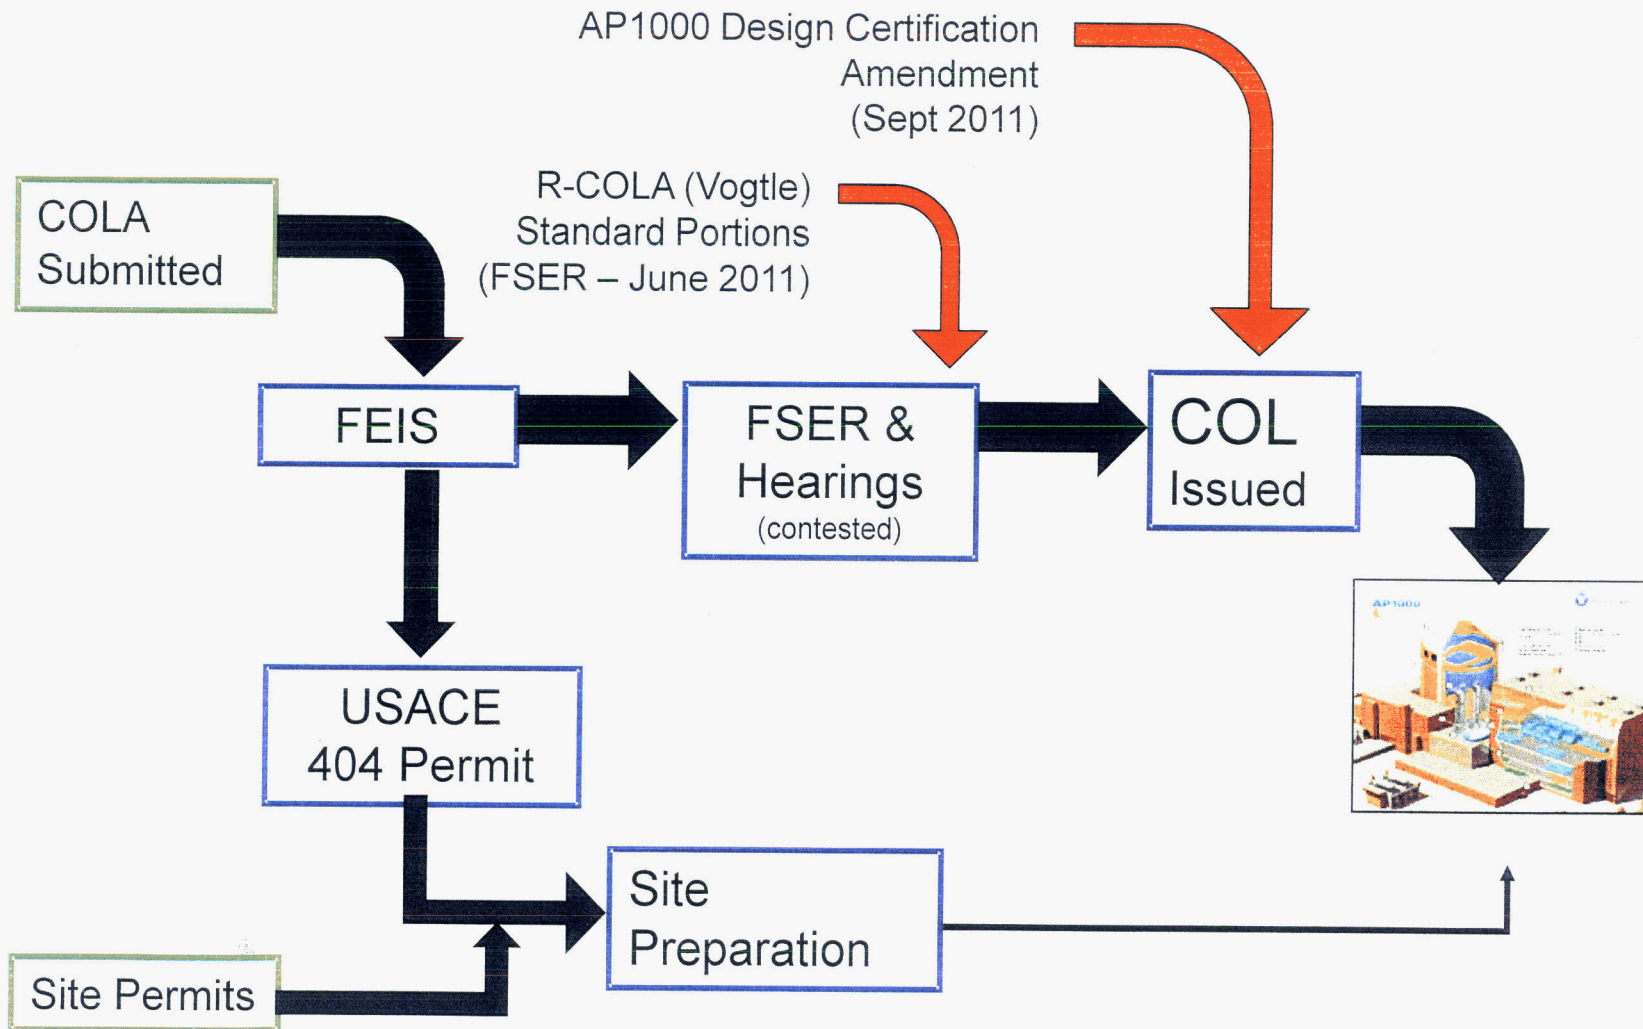 AP1000 Design Certification
Amendment
(Sept 2011)
R-COLA (Vogtle)
Standard Portions
(FSER – June 2011)
COLA
Submitted
FEIS
FSER &
Hearings
(contested)
COL
Issued
AP1000
USACE
404 Permit
Site
Preparation
Site Permits